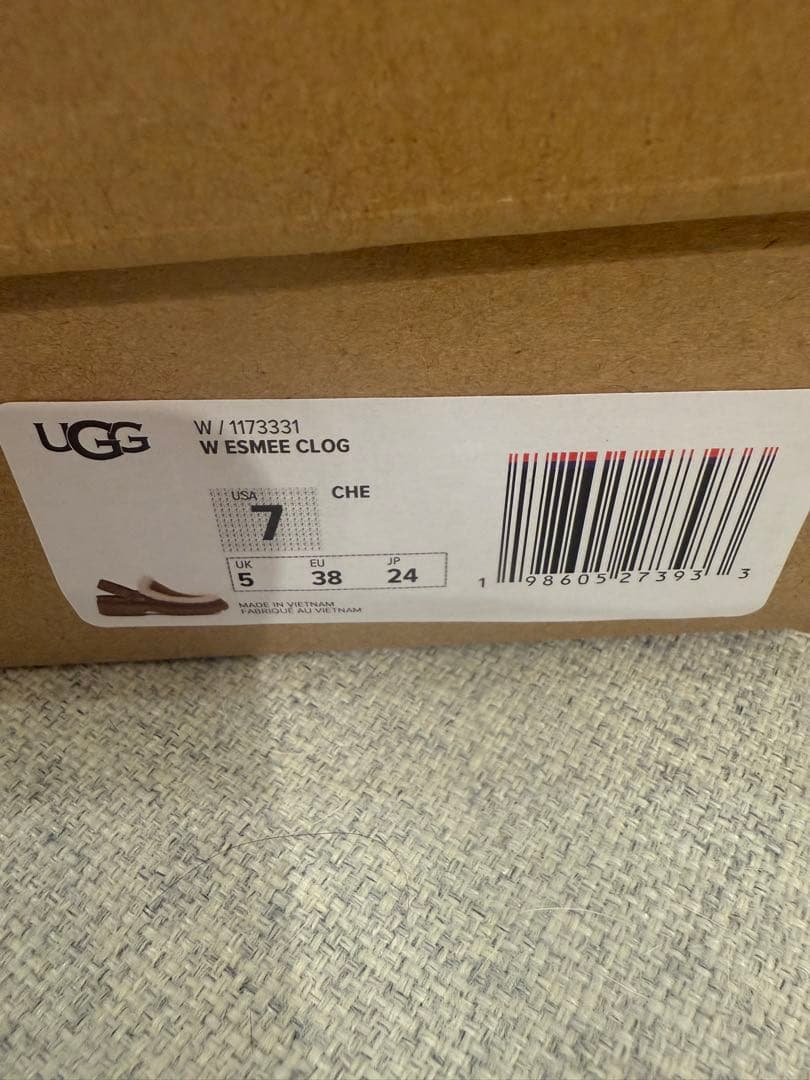 UGG
W / 1173331
W ESMEE CLOG
USA
7
CHE
UK EU JP
5 38 24
MADE IN VIETNAM
FABRIQUÉ AU VIETNAM
1 98605 27393 3